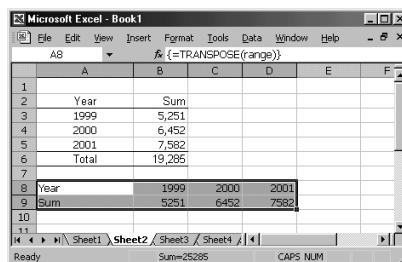 Microsoft Excel - Book1
File Edit View Insert Format Tools Data Window Help
A8 fx {=TRANSPOSE(range)}
A B C D E F
1
2 Year Sum
3 1999 5,251
4 2000 6,452
5 2001 7,582
6 Total 19,285
7
8 Year 1999 2000 2001
9 Sum 5251 6452 7582
10
11
Sheet1 Sheet2 Sheet3 Sheet4
Ready Sum=25285 CAPS NUM